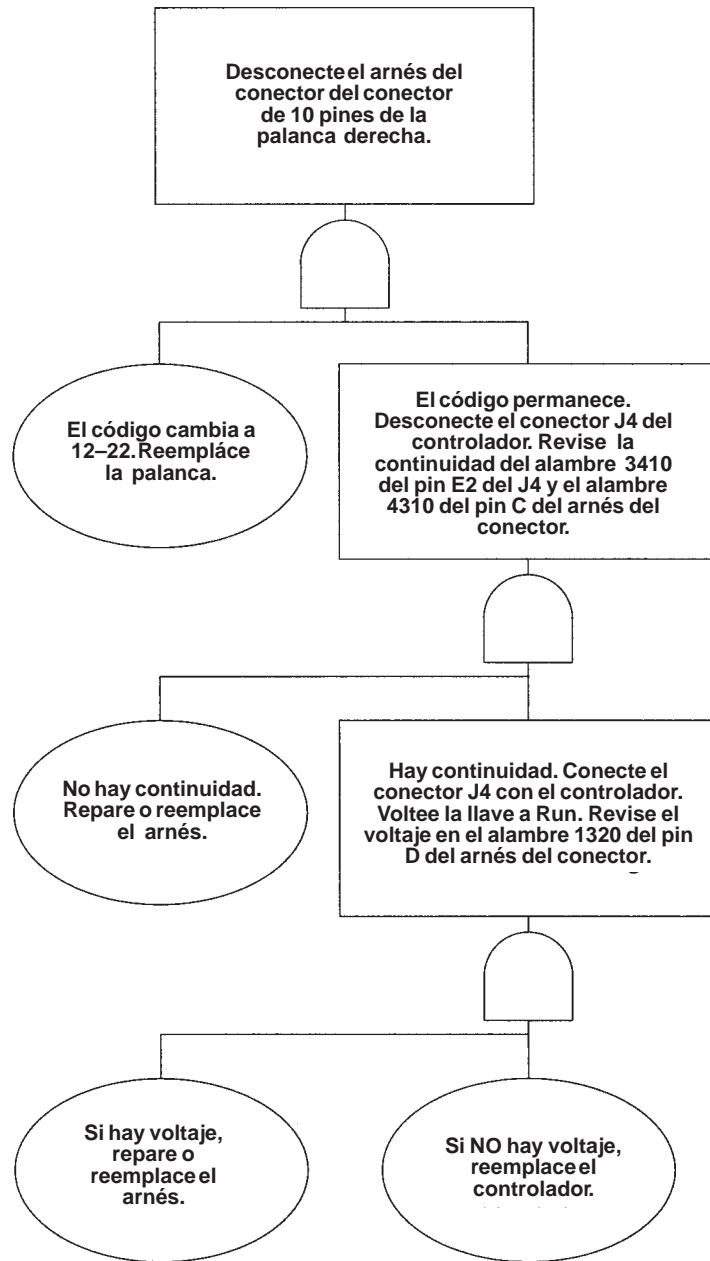 Desconecte el arnés del
conector del conector
de 10 pines de la
palanca derecha.
El código cambia a
12–22. Reempláce
la palanca.
El código permanece.
Desconecte el conector J4 del
controlador. Revise la
continuidad del alambre 3410
del pin E2 del J4 y el alambre
4310 del pin C del arnés del
conector.
No hay continuidad.
Repare o reemplace
el arnés.
Hay continuidad. Conecte el
conector J4 con el controlador.
Voltee la llave a Run. Revise el
voltaje en el alambre 1320 del pin
D del arnés del conector.
Si hay voltaje,
repare o
reemplace el
arnés.
Si NO hay voltaje,
reemplace el
controlador.